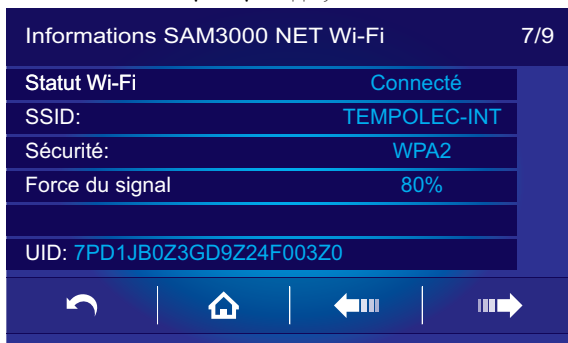 Informations SAM3000 NET Wi-Fi 7/9
Statut Wi-Fi Connecté
SSID: TEMPOLEC-INT
Sécurité: WPA2
Force du signal 80%
UID: 7PD1JB0Z3GD9Z24F003Z0